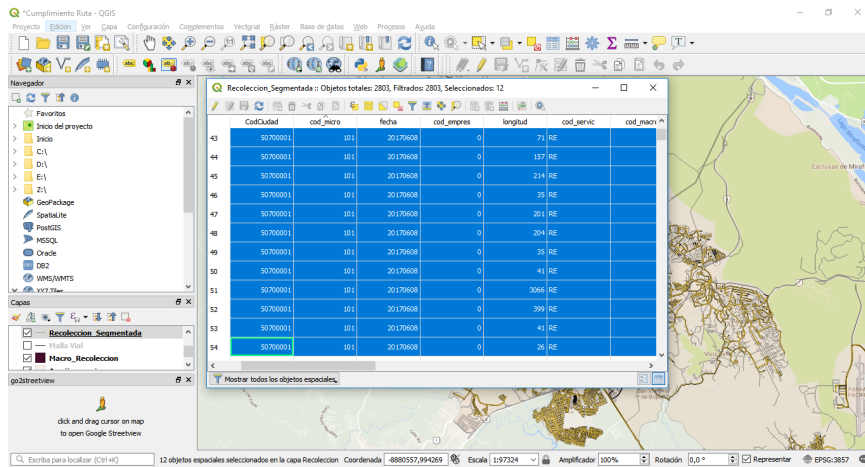 *Cumplimiento Ruta - QGIS
Proyecto Edición Ver Capa Configuración Complementos Vectorial Ráster Base de datos Web Procesos Ayuda
Navegador
Favoritos
Inicio del proyecto
Inicio
C:\
D:\
E:\
Z:\
GeoPackage
SpatiaLite
PostGIS
MSSQL
Oracle
DB2
WMS/WMTS
XYZ Tiles
Capas
Recoleccion_Segmentada
Malla Vial
Macro_Recoleccion
go2streetview
click and drag cursor on map
to open Google Streetview
Recoleccion_Segmentada :: Objetos totales: 2803, Filtrados: 2803, Seleccionados: 12
CodCiudad cod_micro fecha cod_empres longitud cod_servic cod_macro
43 50700001 101 20170608 0 71 RE
44 50700001 101 20170608 0 157 RE
45 50700001 101 20170608 0 214 RE
46 50700001 101 20170608 0 35 RE
47 50700001 101 20170608 0 201 RE
48 50700001 101 20170608 0 204 RE
49 50700001 101 20170608 0 35 RE
50 50700001 101 20170608 0 41 RE
51 50700001 101 20170608 0 3066 RE
52 50700001 101 20170608 0 399 RE
53 50700001 101 20170608 0 41 RE
54 50700001 101 20170608 0 26 RE
Mostrar todos los objetos espaciales
Esclusas de Miraf
Escriba para localizar (Ctrl+K) 12 objetos espaciales seleccionados en la capa Recoleccion Coordenada -8880557,994269 Escala 1:97324 Amplificador 100% Rotación 0,0 ° Representar EPSG:3857